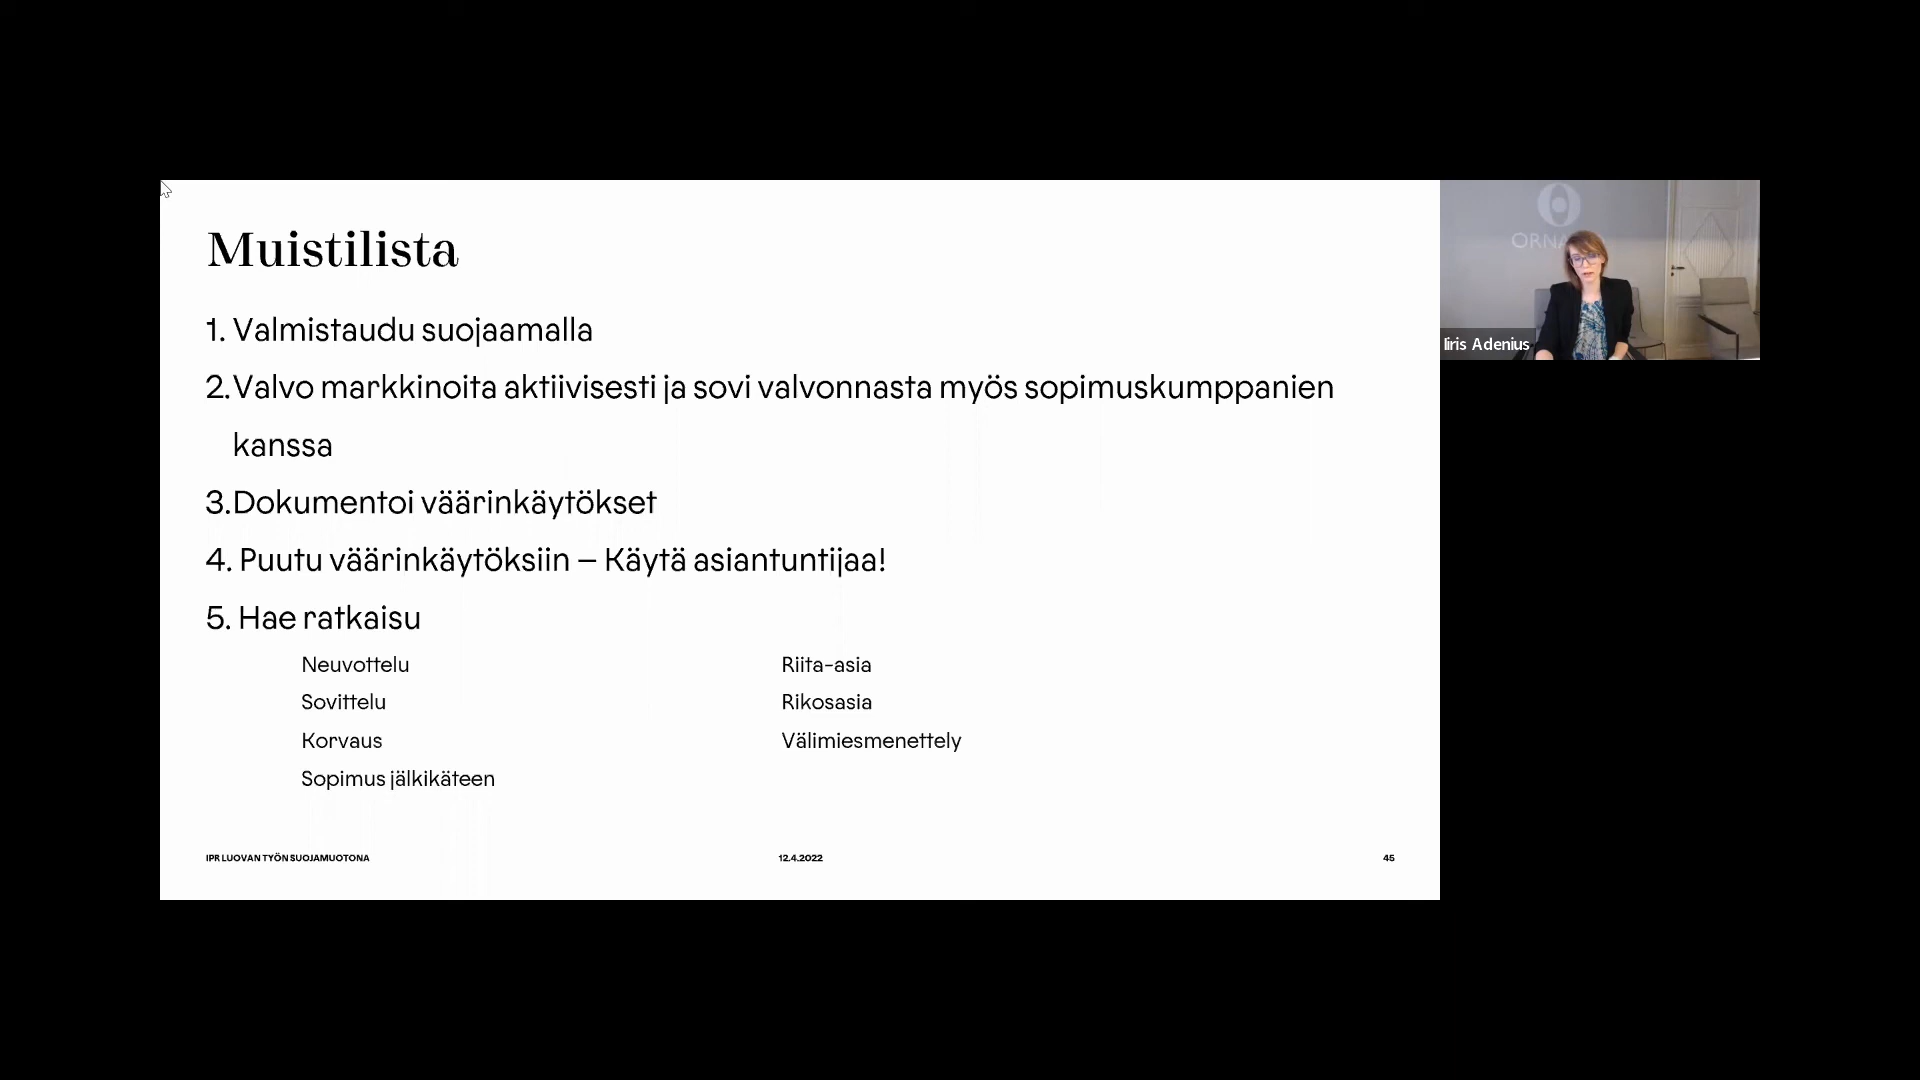 Muistilista
1. Valmistaudu suojaamalla
2.Valvo markkinoita aktiivisesti ja sovi valvonnasta myös sopimuskumppanien
kanssa
3.Dokumentoi väärinkäytökset
4. Puutu väärinkäytöksiin – Käytä asiantuntijaa!
5. Hae ratkaisu
Neuvottelu
Sovittelu
Korvaus
Sopimus jälkikäteen
Riita-asia
Rikosasia
Välimiesmenettely
IPR LUOVAN TYÖN SUOJAMUOTONA
12.4.2022
45
Iiris Adenius